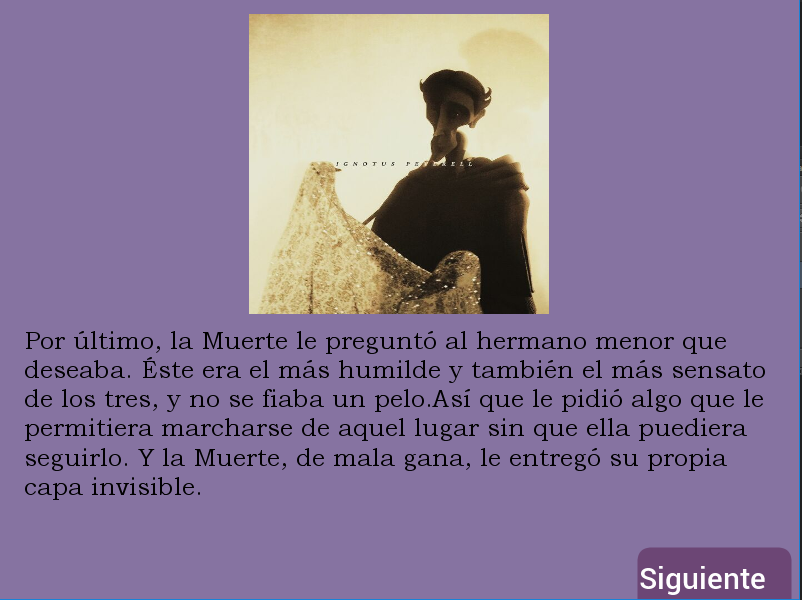 IGNOTUS PEVERELL
Por último, la Muerte le preguntó al hermano menor que
deseaba. Éste era el más humilde y también el más sensato
de los tres, y no se fiaba un pelo.Así que le pidió algo que le
permitiera marcharse de aquel lugar sin que ella puediera
seguirlo. Y la Muerte, de mala gana, le entregó su propia
capa invisible.
Siguiente